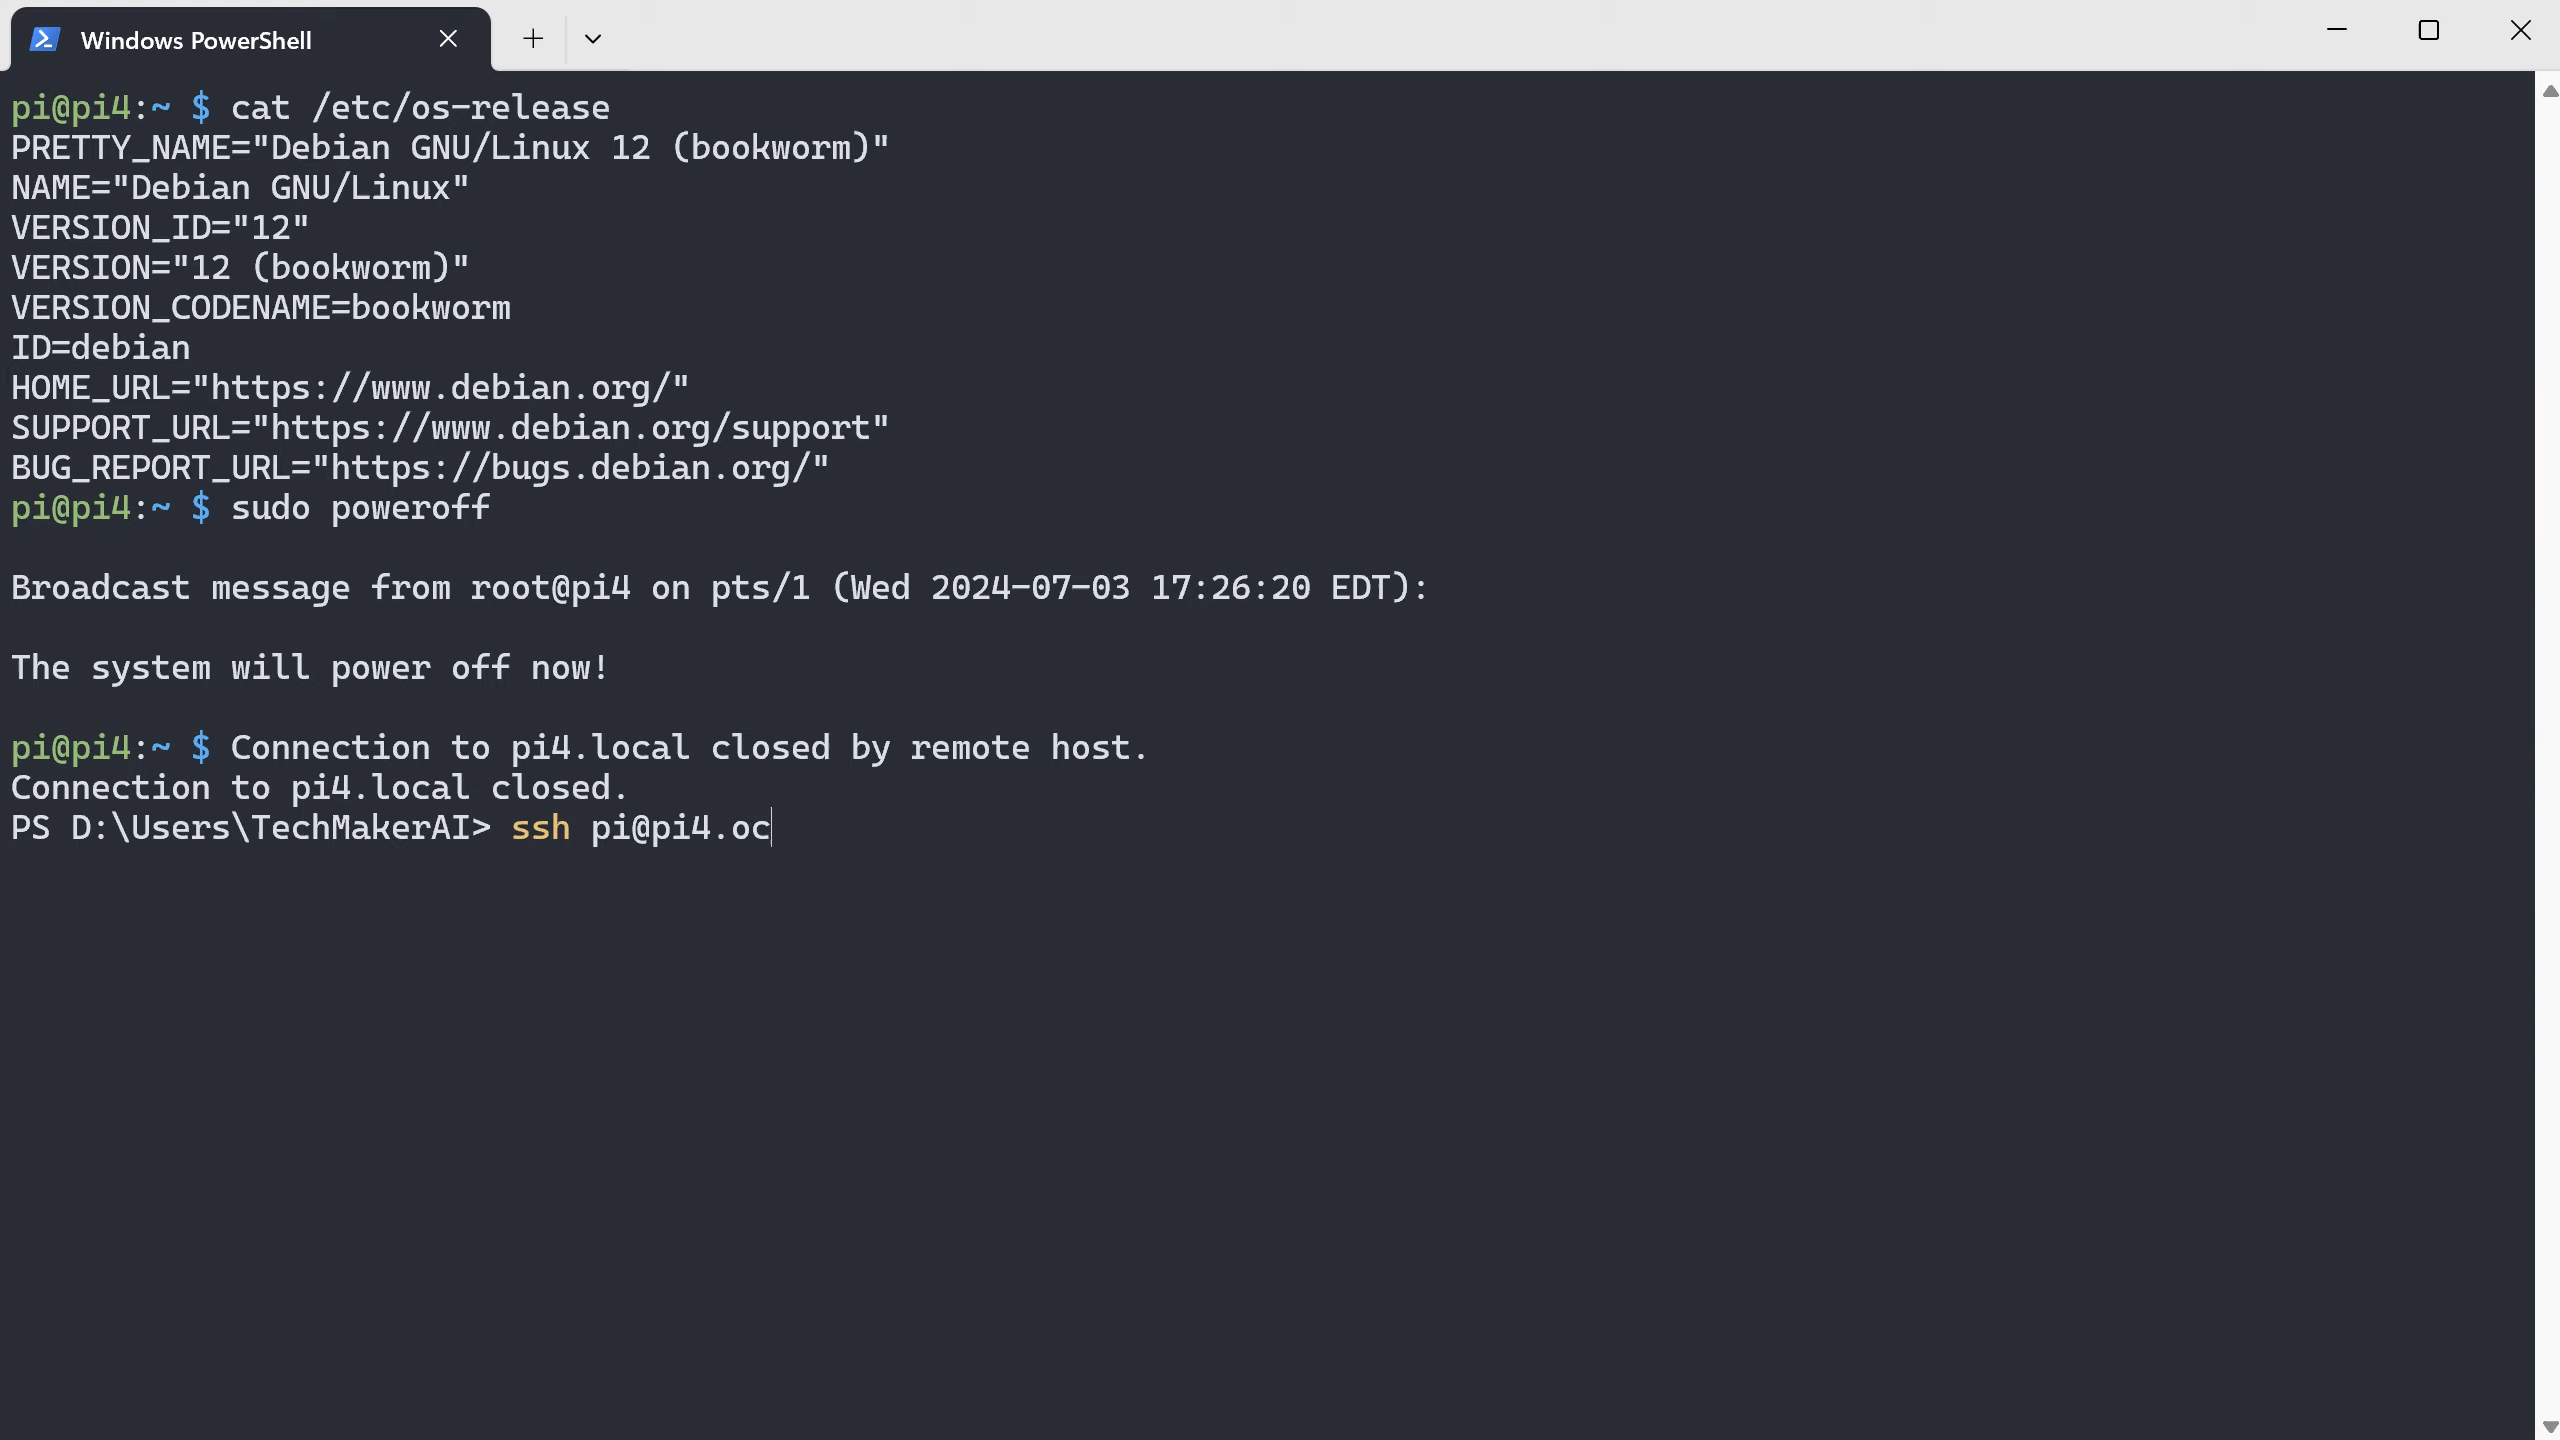 Windows PowerShell
pi@pi4:~ $ cat /etc/os-release
PRETTY_NAME="Debian GNU/Linux 12 (bookworm)"
NAME="Debian GNU/Linux"
VERSION_ID="12"
VERSION="12 (bookworm)"
VERSION_CODENAME=bookworm
ID=debian
HOME_URL="https://www.debian.org/"
SUPPORT_URL="https://www.debian.org/support"
BUG_REPORT_URL="https://bugs.debian.org/"
pi@pi4:~ $ sudo poweroff
Broadcast message from root@pi4 on pts/1 (Wed 2024-07-03 17:26:20 EDT):
The system will power off now!
pi@pi4:~ $ Connection to pi4.local closed by remote host.
Connection to pi4.local closed.
PS D:\Users\TechMakerAI> ssh pi@pi4.oc